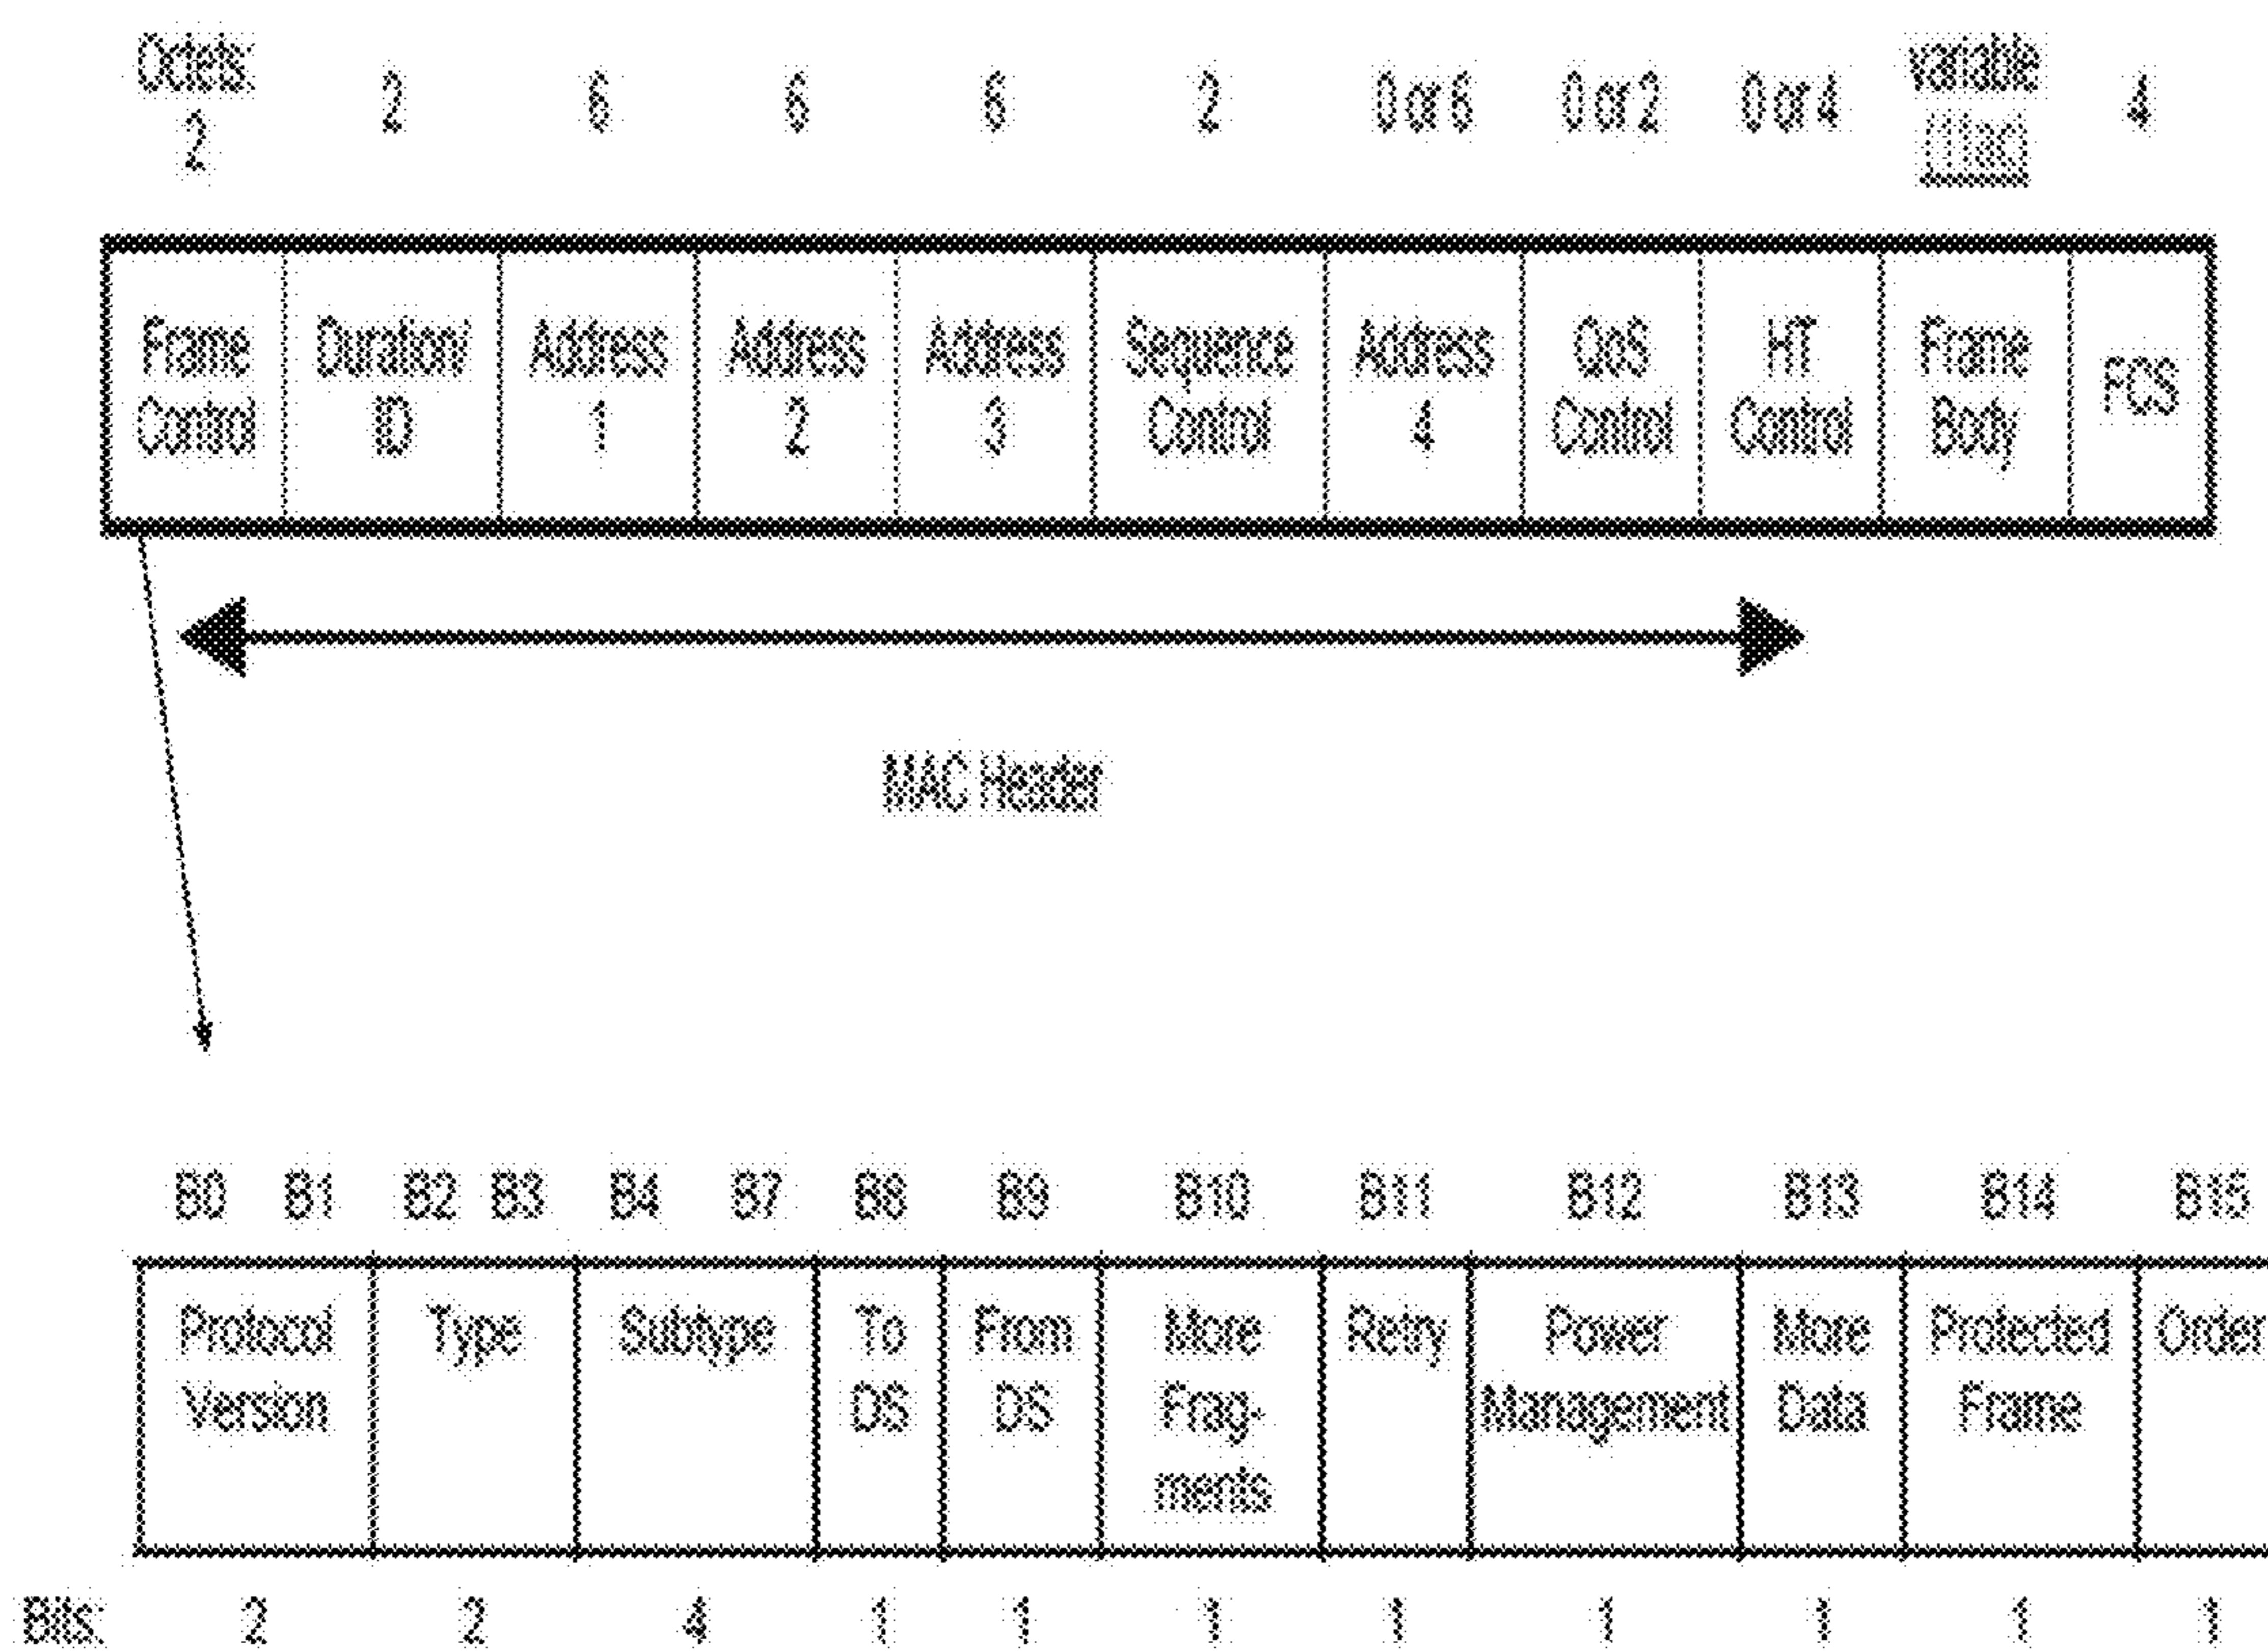 Octets:
2 2 6 6 6 2 0 or 6 0 or 2 0 or 4 variable 4
Frame Control
Duration/ ID
Address 1
Address 2
Address 3
Sequence Control
Address 4
QoS Control
HT Control
Frame Body
FCS
MAC Header
B0 B1 B2 B3 B4 B7 B8 B9 B10 B11 B12 B13 B14 B15
Protocol Version
Type
Subtype
To DS
From DS
More Frag- ments
Retry
Power Management
More Data
Protected Frame
Order
Bits: 2 2 4 1 1 1 1 1 1 1 1